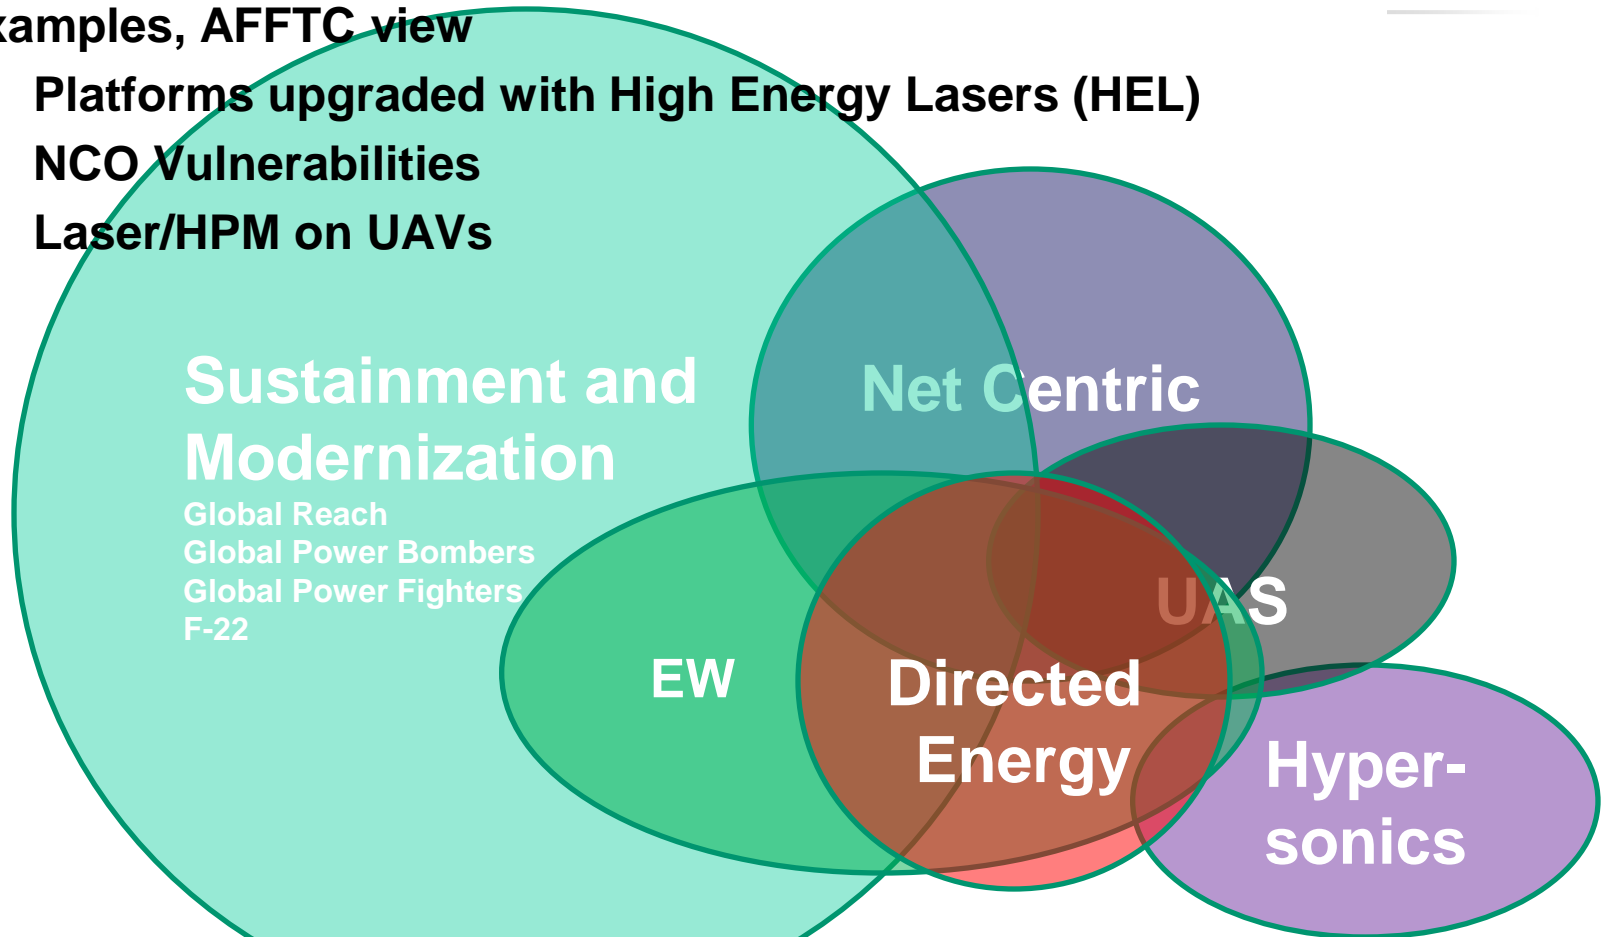 xamples, AFFTC view
Platforms upgraded with High Energy Lasers (HEL)
NCO Vulnerabilities
Laser/HPM on UAVs
Sustainment and
Modernization
Global Reach
Global Power Bombers
Global Power Fighters
F-22
Net Centric
UAS
EW
Directed
Energy
Hyper-
sonics